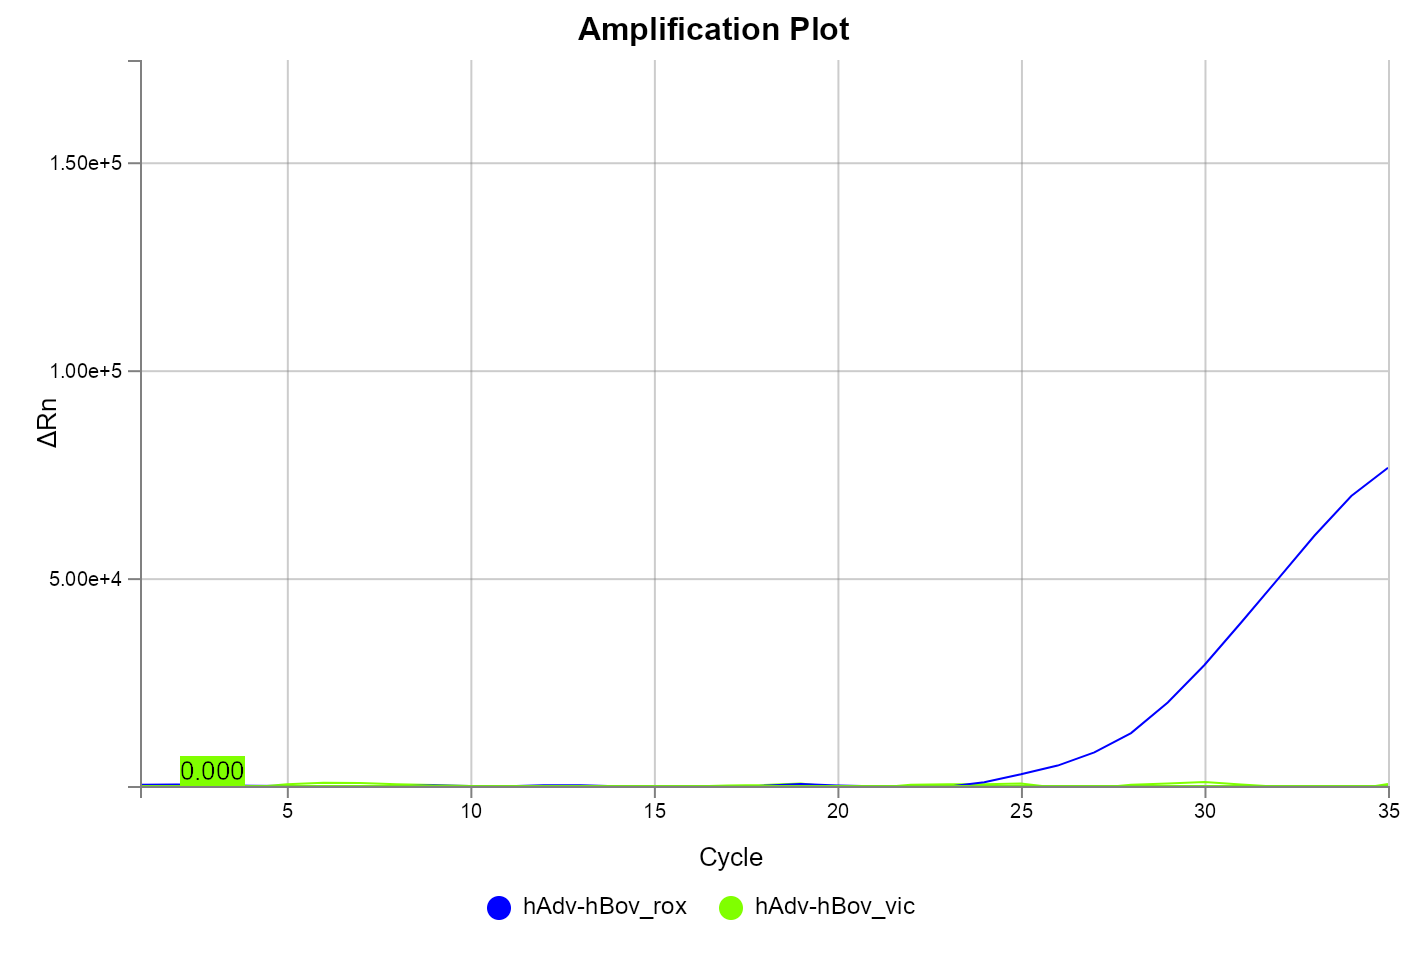 Amplification Plot
1.50e+5
1.00e+5
5.00e+4
ΔRn
0.000
5 10 15 20 25 30 35
Cycle
hAdv-hBov_rox hAdv-hBov_vic